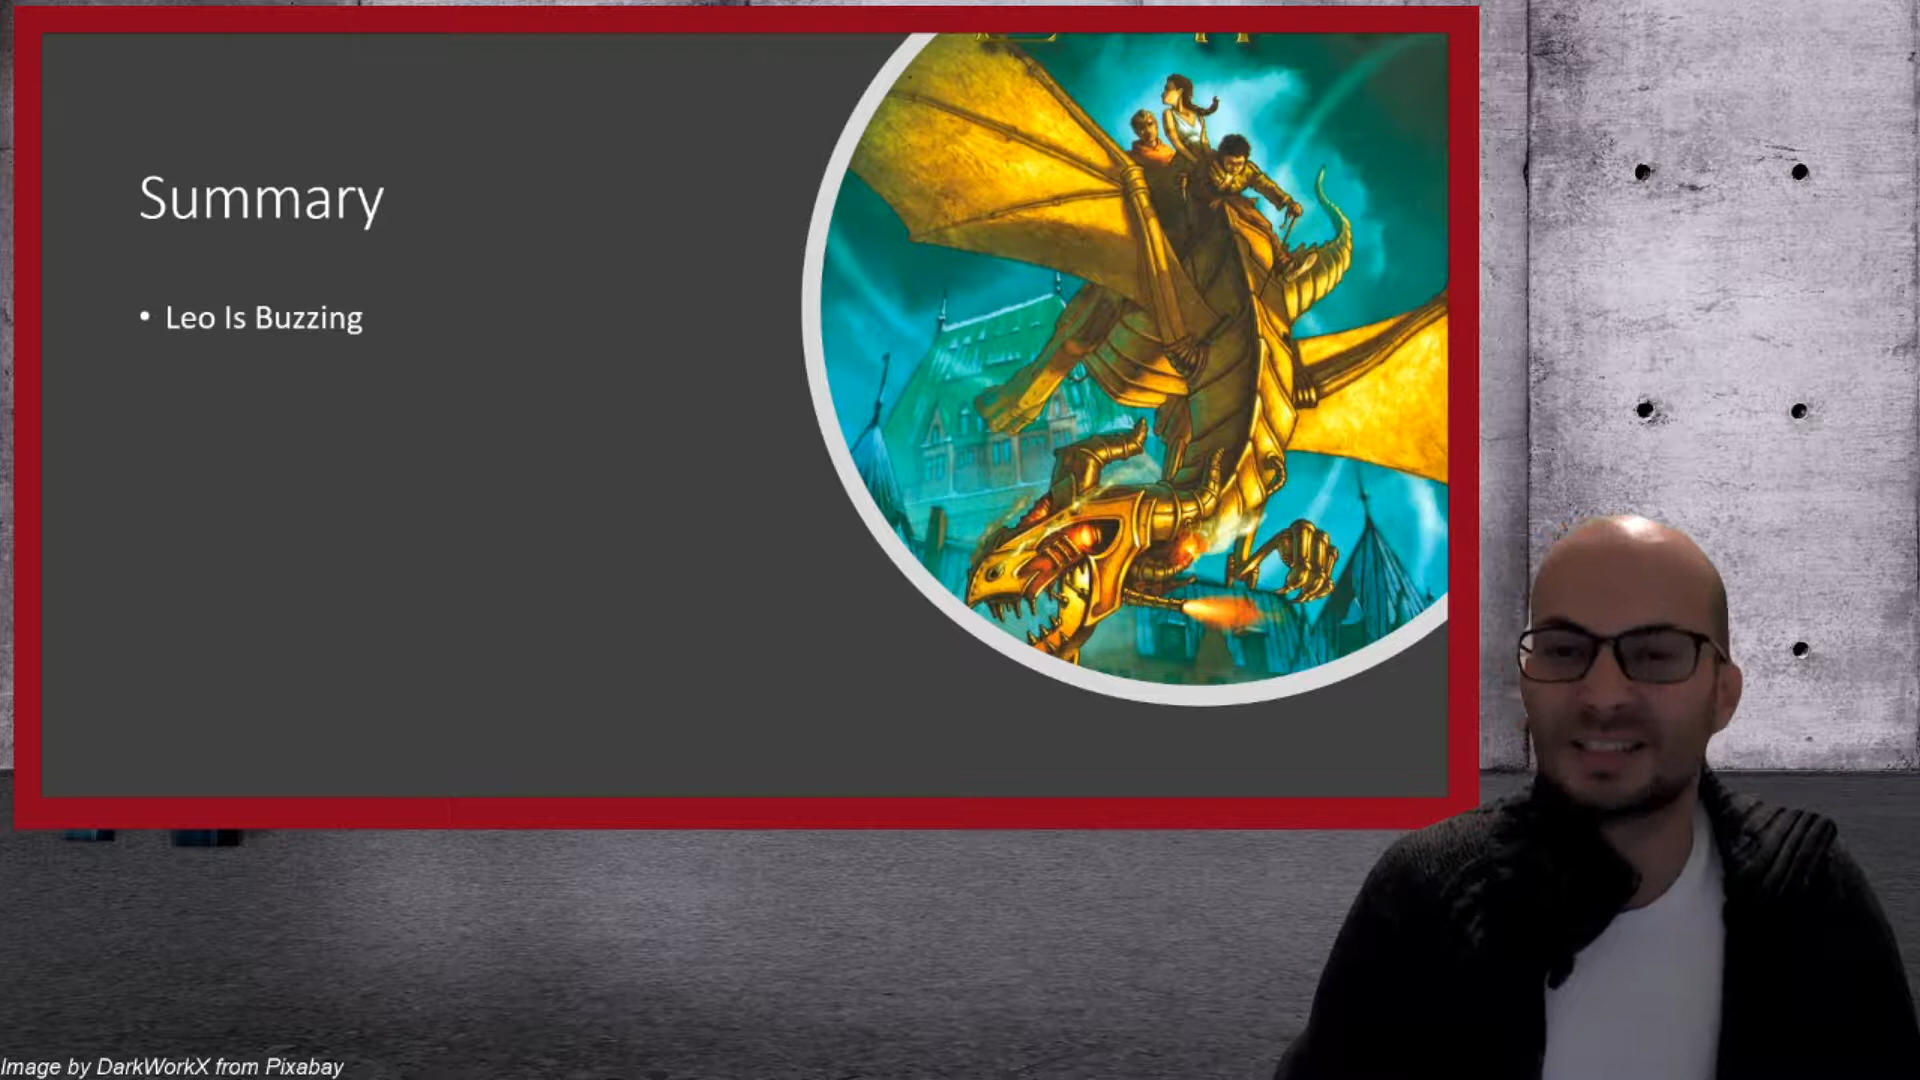 Summary
• Leo Is Buzzing
Image by DarkWorkX from Pixabay